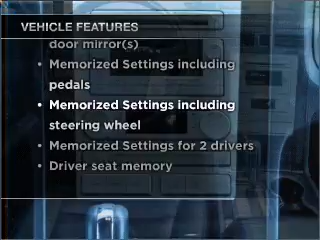 VEHICLE FEATURES
door mirror(s)
• Memorized Settings including
pedals
• Memorized Settings including
steering wheel
• Memorized Settings for 2 drivers
• Driver seat memory